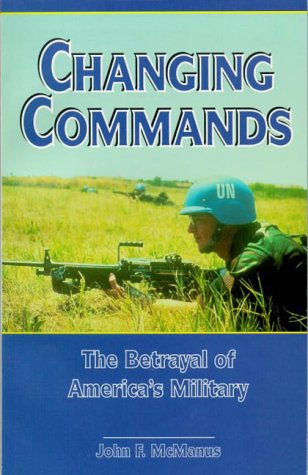 CHANGING
COMMANDS
UN
The Betrayal of
America's Military
John F. McManus